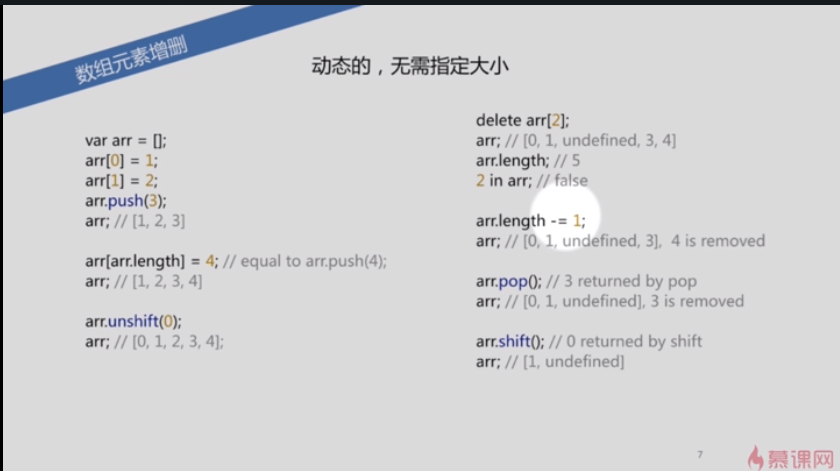 数组元素增删
动态的，无需指定大小
var arr = [];
arr[0] = 1;
arr[1] = 2;
arr.push(3);
arr; // [1, 2, 3]
arr[arr.length] = 4; // equal to arr.push(4);
arr; // [1, 2, 3, 4]
arr.unshift(0);
arr; // [0, 1, 2, 3, 4];
delete arr[2];
arr; // [0, 1, undefined, 3, 4]
arr.length; // 5
2 in arr; // false
arr.length -= 1;
arr; // [0, 1, undefined, 3],  4 is removed
arr.pop(); // 3 returned by pop
arr; // [0, 1, undefined], 3 is removed
arr.shift(); // 0 returned by shift
arr; // [1, undefined]
7
慕课网